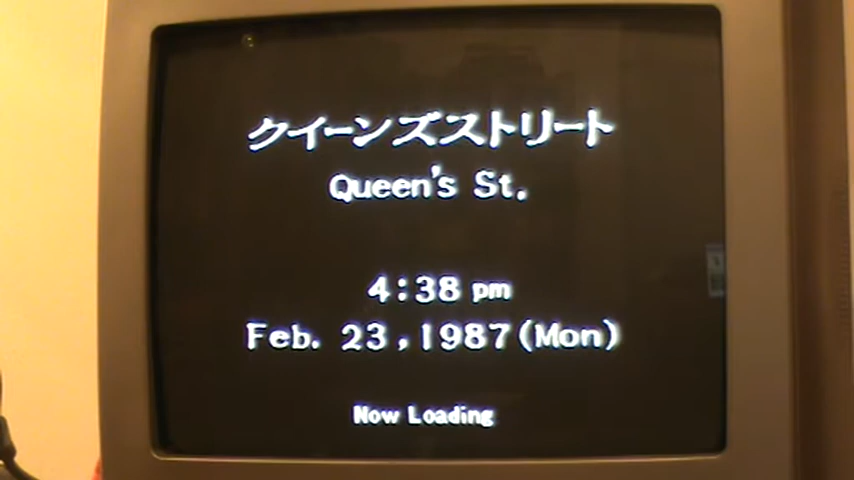 クイーンズストリート
Queen's St.
4:38 pm
Feb. 23,1987(Mon)
Now Loading